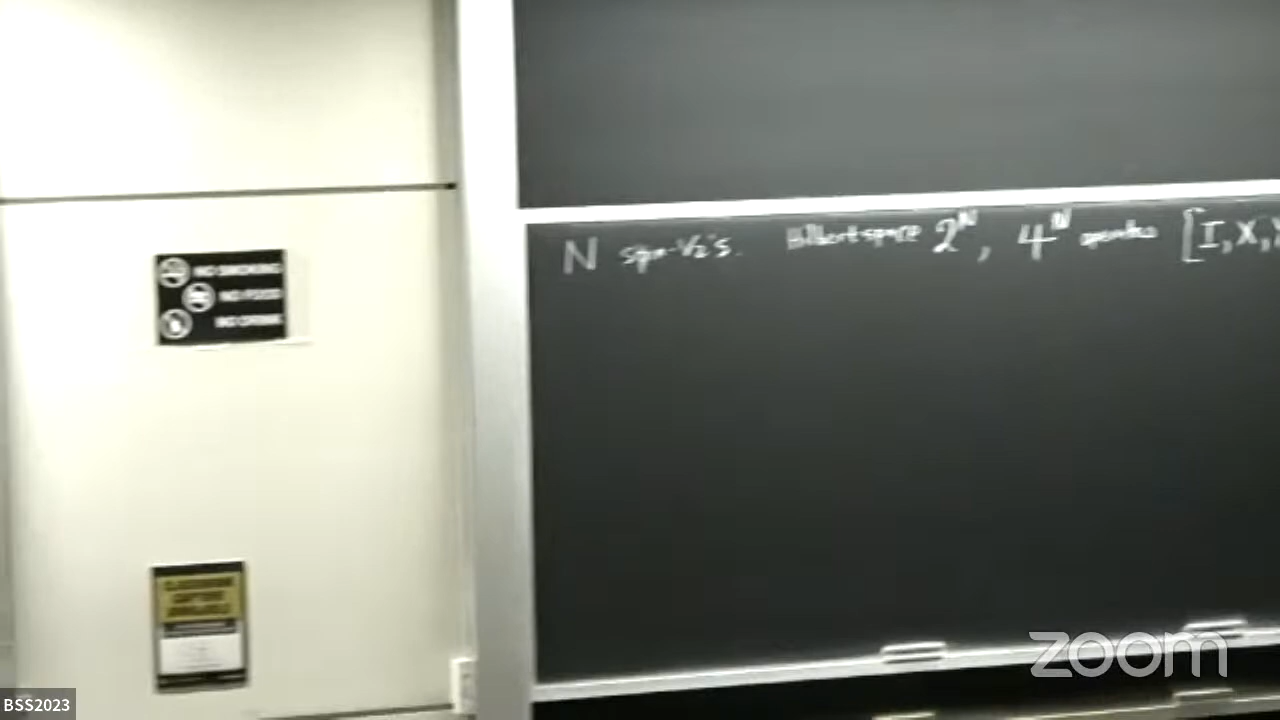 NO SMOKING
NO FOOD
NO DRINK
N spin-1/2's. Hilbert space 2^N, 4^N operators [I, X, Y
zoom
BSS2023